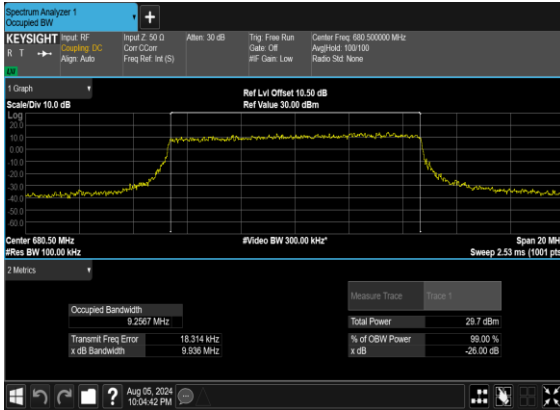 Spectrum Analyzer 1
Occupied BW
+
KEYSIGHT
R T
Input: RF
Coupling: DC
Align: Auto
Input Z: 50 Ω
Corr CCorr
Freq Ref: Int (S)
Atten: 30 dB
Trig: Free Run
Gate: Off
#IF Gain: Low
Center Freq: 680.500000 MHz
Avg|Hold: 100/100
Radio Std: None
1 Graph
Scale/Div 10.0 dB
Ref Lvl Offset 10.50 dB
Ref Value 30.00 dBm
Log
20.0
10.0
0.00
-10.0
-20.0
-30.0
-40.0
-50.0
-60.0
Center 680.50 MHz
#Video BW 300.00 kHz*
Span 20 MH
#Res BW 100.00 kHz
Sweep 2.53 ms (1001 pts
2 Metrics
Measure Trace
Trace 1
Occupied Bandwidth
9.2567 MHz
Total Power
29.7 dBm
Transmit Freq Error
18.314 kHz
% of OBW Power
99.00 %
x dB Bandwidth
9.936 MHz
x dB
-26.00 dB
?
Aug 05, 2024
10:04:42 PM